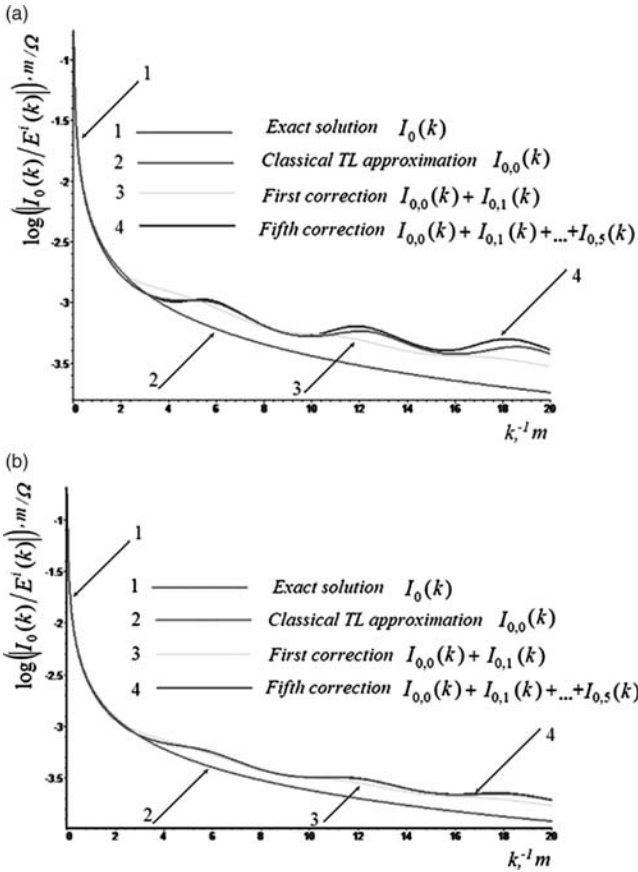 (a)
log(|I₀(k)/Eⁱ(k)|), m/Ω
-1
-1.5
-2
-2.5
-3
-3.5
0 2 4 6 8 10 12 14 16 18 20
k,⁻¹ m
1
1 Exact solution I₀(k)
2 Classical TL approximation I₀,₀(k)
3 First correction I₀,₀(k) + I₀,₁(k)
4 Fifth correction I₀,₀(k) + I₀,₁(k) +...+I₀,₅(k)
4
2
3
(b)
log(|I₀(k)/Eⁱ(k)|), m/Ω
-1
-1.5
-2
-2.5
-3
-3.5
0 2 4 6 8 10 12 14 16 18 20
k,⁻¹ m
1
1 Exact solution I₀(k)
2 Classical TL approximation I₀,₀(k)
3 First correction I₀,₀(k) + I₀,₁(k)
4 Fifth correction I₀,₀(k) + I₀,₁(k) +...+I₀,₅(k)
4
2
3